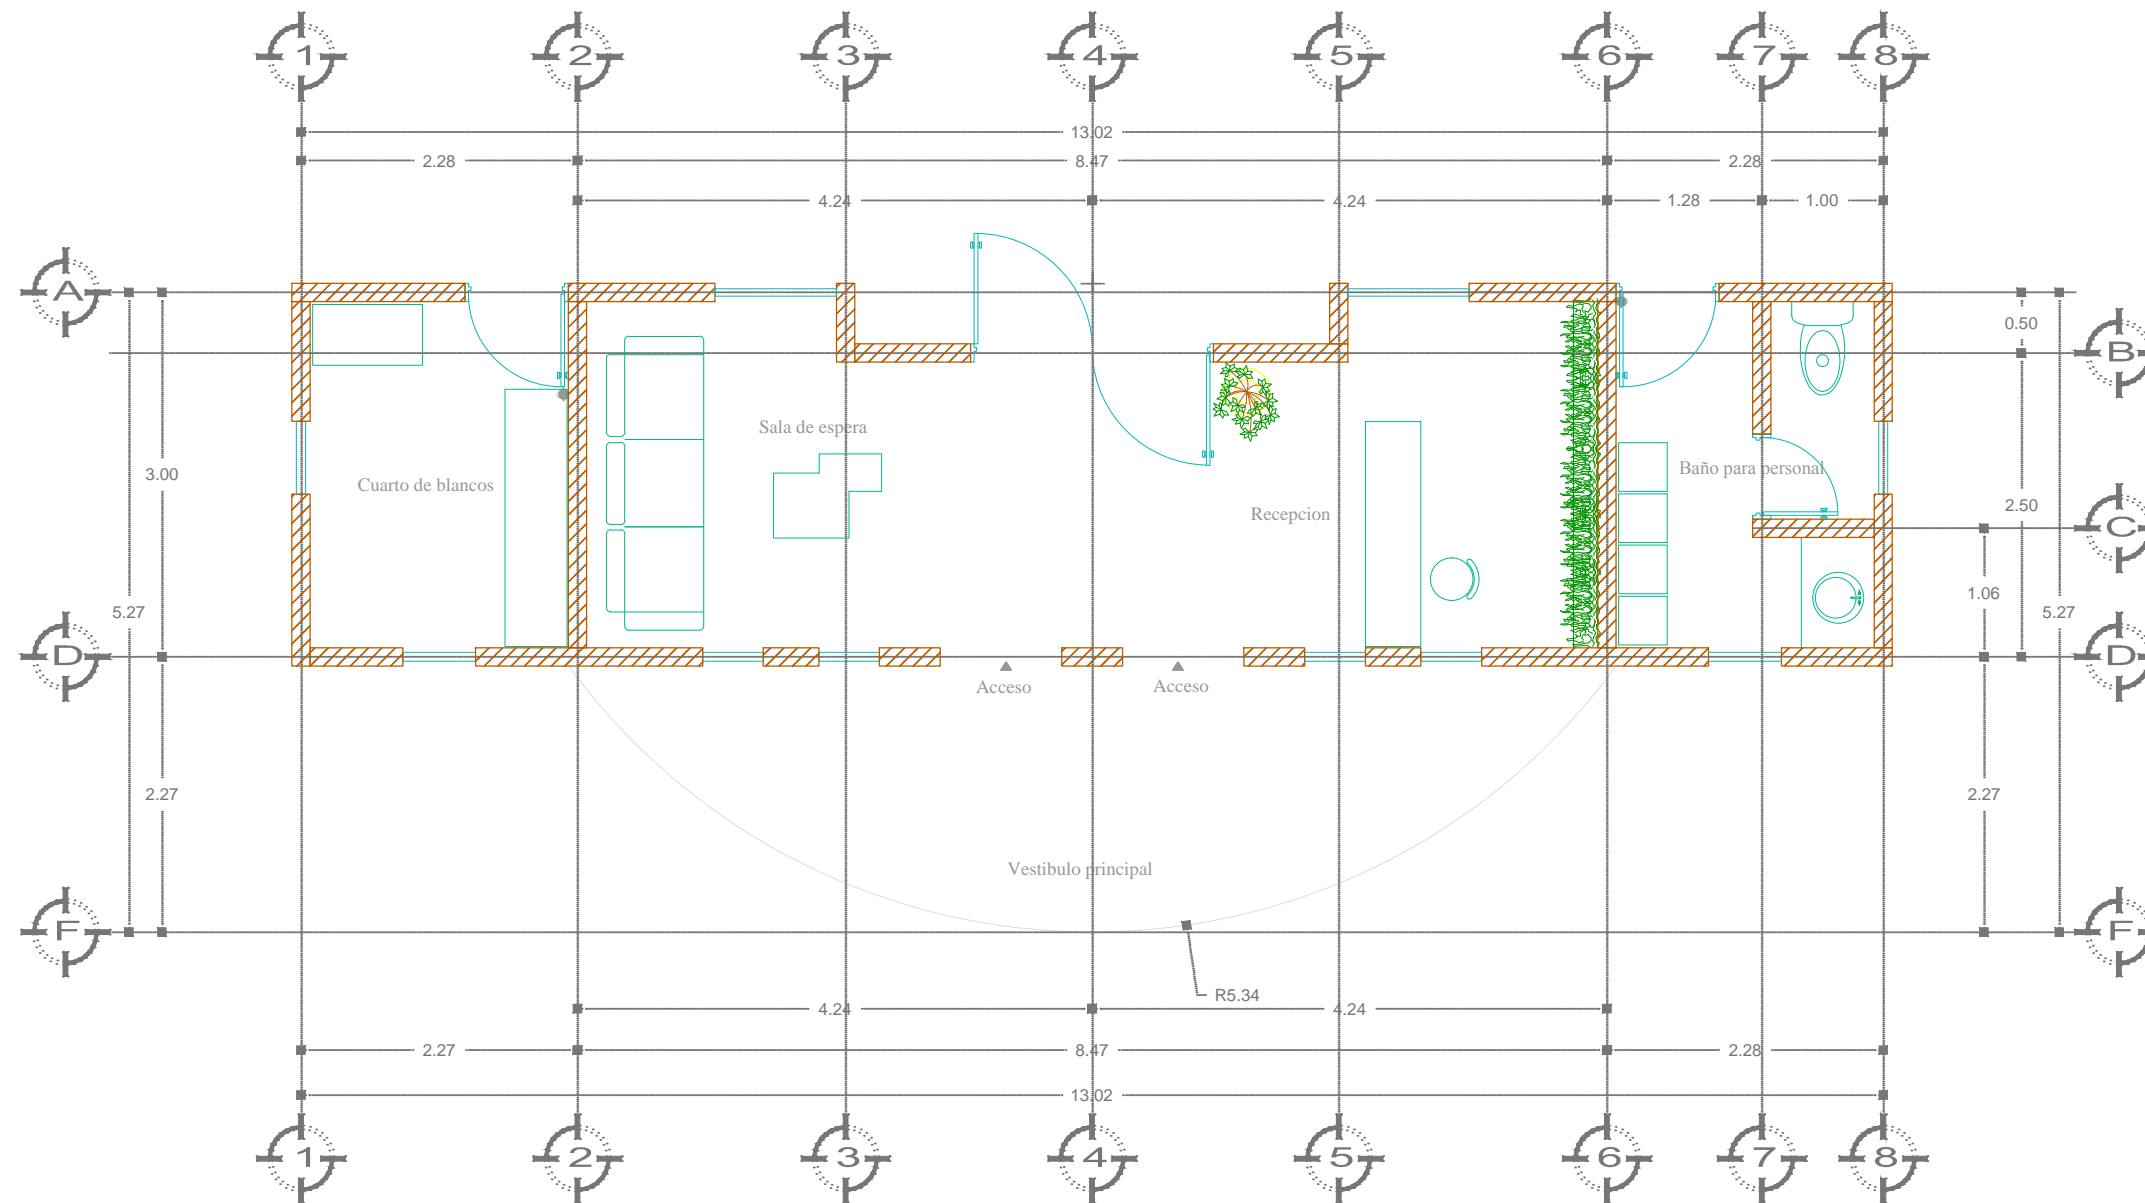 1 2 3 4 5 6 7 8
13.02
2.28 8.47 2.28
4.24 4.24 1.28 1.00
A
0.50
B
Sala de espera
3.00 Cuarto de blancos Baño para personal
Recepcion 2.50
C
5.27 1.06 5.27
D D
Acceso Acceso
2.27 2.27
Vestibulo principal
F F
R5.34
4.24 4.24
2.27 8.47 2.28
13.02
1 2 3 4 5 6 7 8